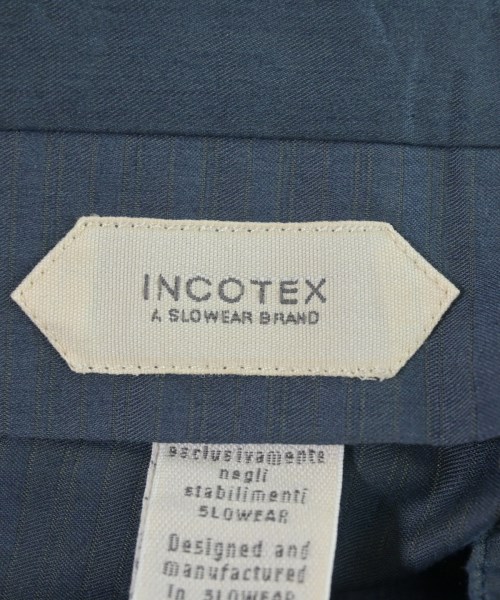 INCOTEX
A SLOWEAR BRAND
esclusivamente
negli
stabilimenti
SLOWEAR
Designed and
manufactured
in SLOWEAR